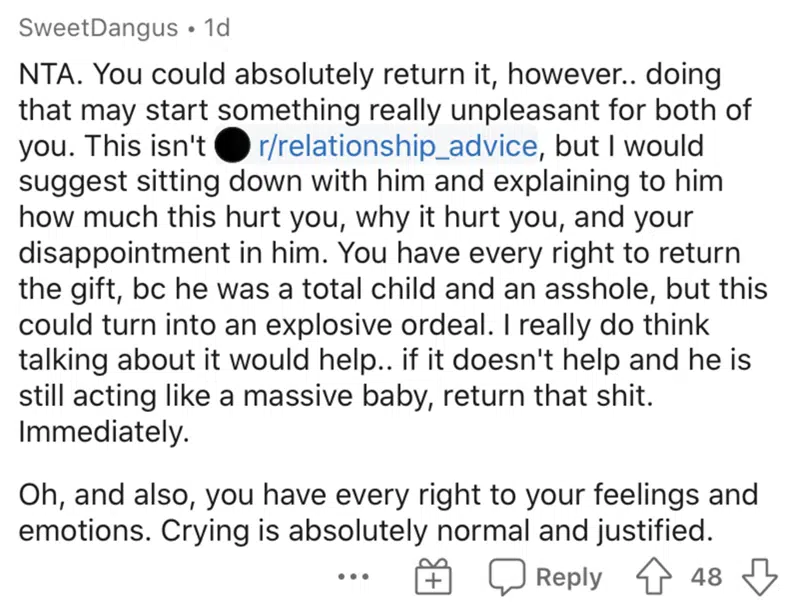 SweetDangus • 1d
NTA. You could absolutely return it, however.. doing
that may start something really unpleasant for both of
you. This isn't r/relationship_advice, but I would
suggest sitting down with him and explaining to him
how much this hurt you, why it hurt you, and your
disappointment in him. You have every right to return
the gift, bc he was a total child and an asshole, but this
could turn into an explosive ordeal. I really do think
talking about it would help.. if it doesn't help and he is
still acting like a massive baby, return that shit.
Immediately.
Oh, and also, you have every right to your feelings and
emotions. Crying is absolutely normal and justified.
Reply 48